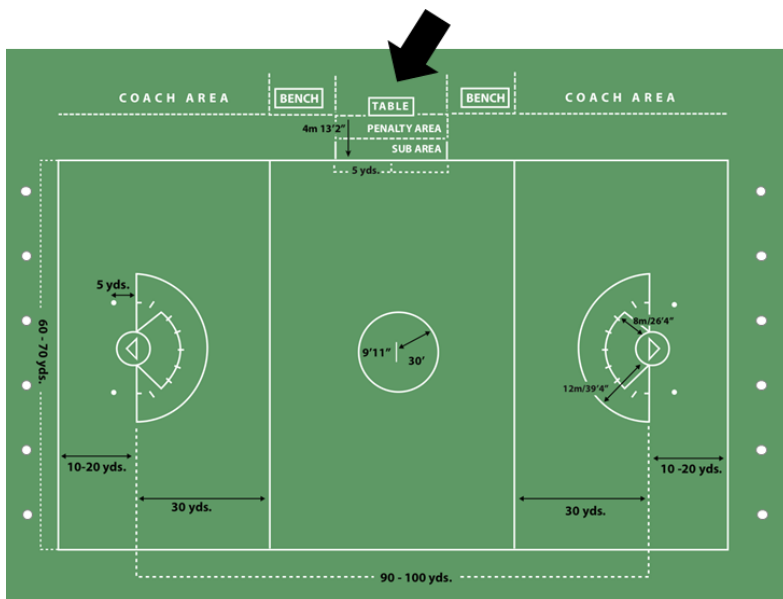 COACH AREA
BENCH
TABLE
BENCH
COACH AREA
4m 13'2"
PENALTY AREA
SUB AREA
5 yds.
5 yds.
60 - 70 yds.
9'11"
30'
8m/26'4"
12m/39'4"
10-20 yds.
30 yds.
30 yds.
10 -20 yds.
90 - 100 yds.